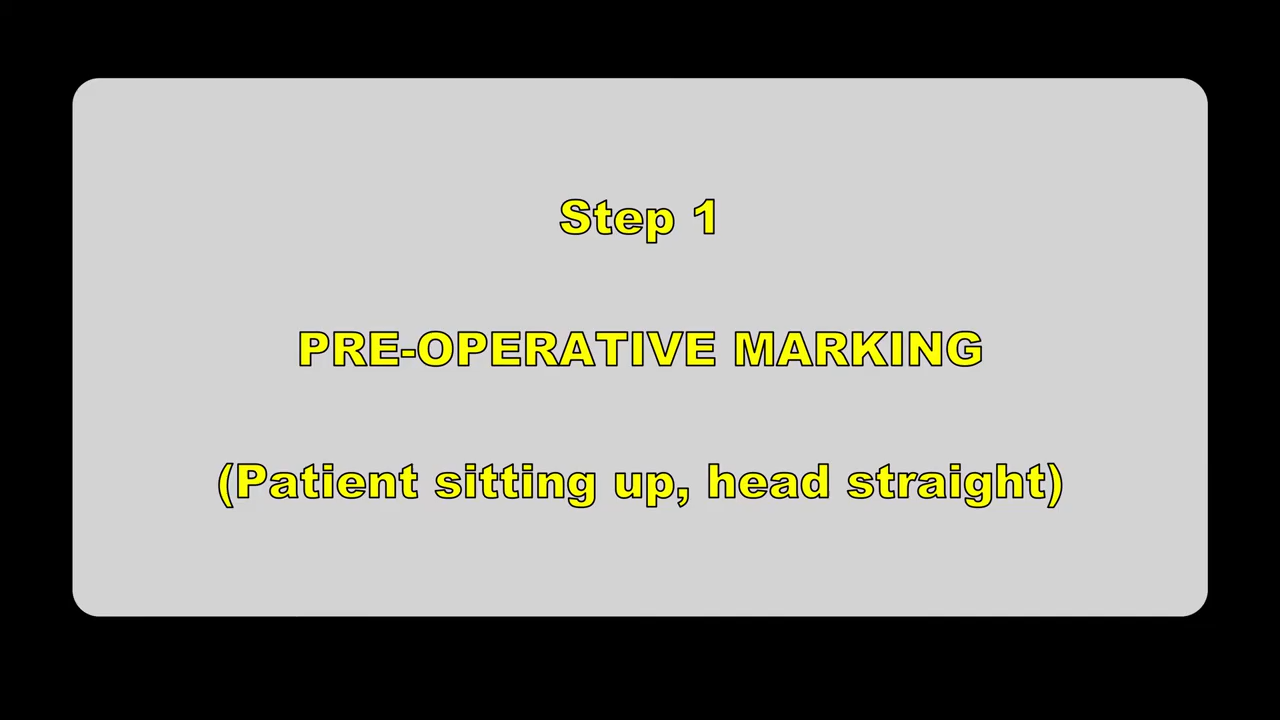 Step 1
PRE-OPERATIVE MARKING
(Patient sitting up, head straight)